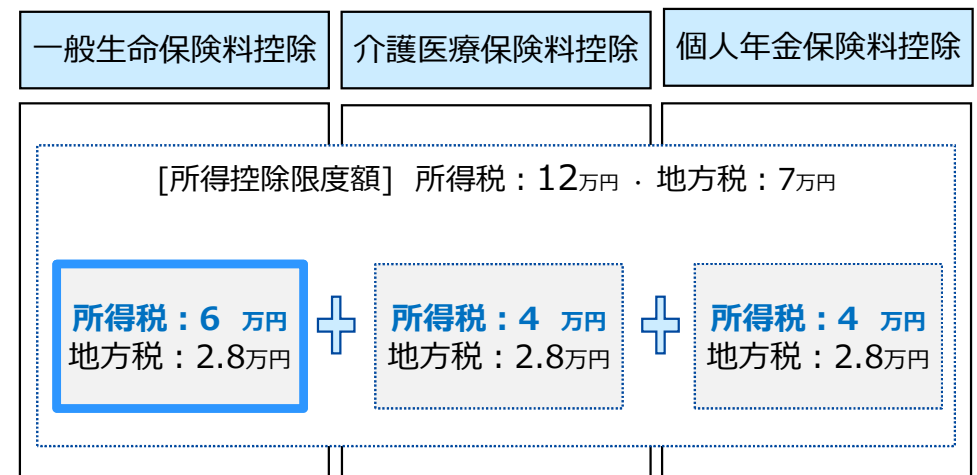 一般生命保険料控除
介護医療保険料控除
個人年金保険料控除
[所得控除限度額] 所得税：12万円 ・ 地方税：7万円
所得税：6 万円
地方税：2.8万円
所得税：4 万円
地方税：2.8万円
所得税：4 万円
地方税：2.8万円